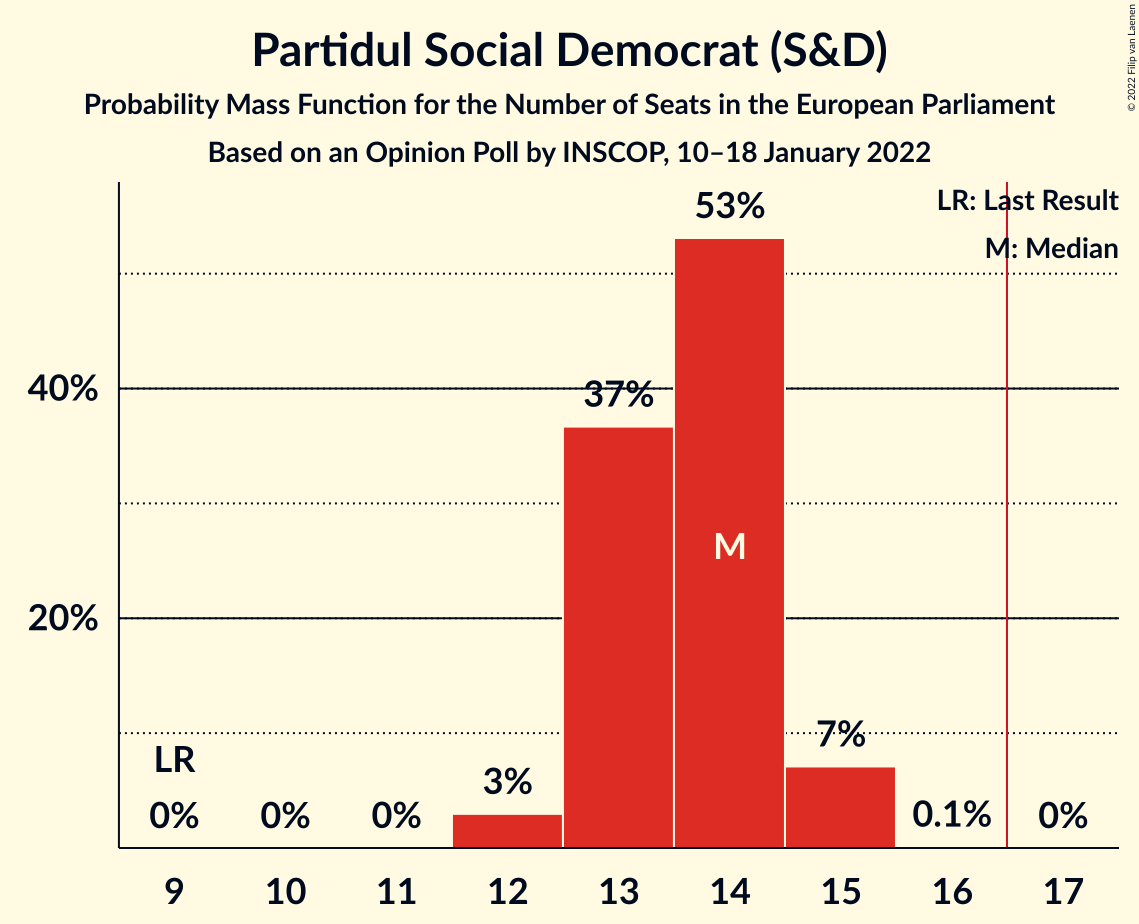 Partidul Social Democrat (S&D)
Probability Mass Function for the Number of Seats in the European Parliament
Based on an Opinion Poll by INSCOP, 10–18 January 2022
© 2022 Filip van Laenen
LR: Last Result
M: Median
53%
40%
37%
M
20%
LR
7%
3%
0%
0%
0%
0.1%
0%
9 10 11 12 13 14 15 16 17